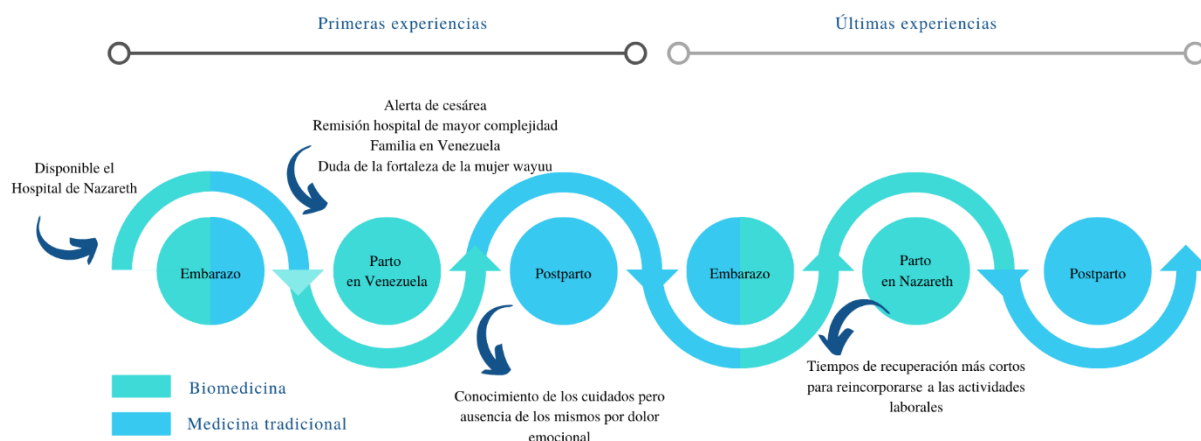 Primeras experiencias
Últimas experiencias
Alerta de cesárea
Remisión hospital de mayor complejidad
Familia en Venezuela
Duda de la fortaleza de la mujer wayuu
Disponible el
Hospital de Nazareth
Embarazo
Parto
en Venezuela
Postparto
Embarazo
Parto
en Nazareth
Postparto
Conocimiento de los cuidados pero
ausencia de los mismos por dolor
emocional
Tiempos de recuperación más cortos
para reincorporarse a las actividades
laborales
Biomedicina
Medicina tradicional